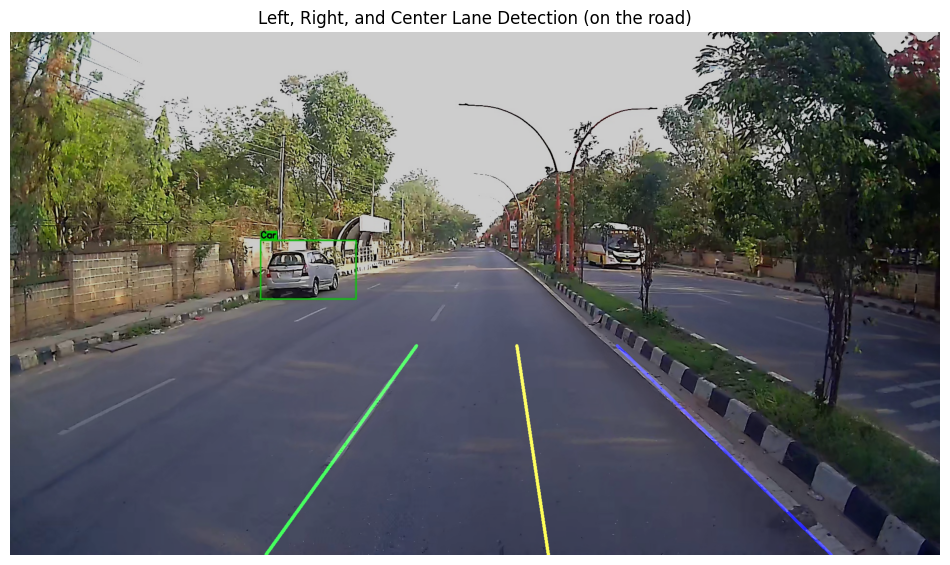 Left, Right, and Center Lane Detection (on the road)
Car